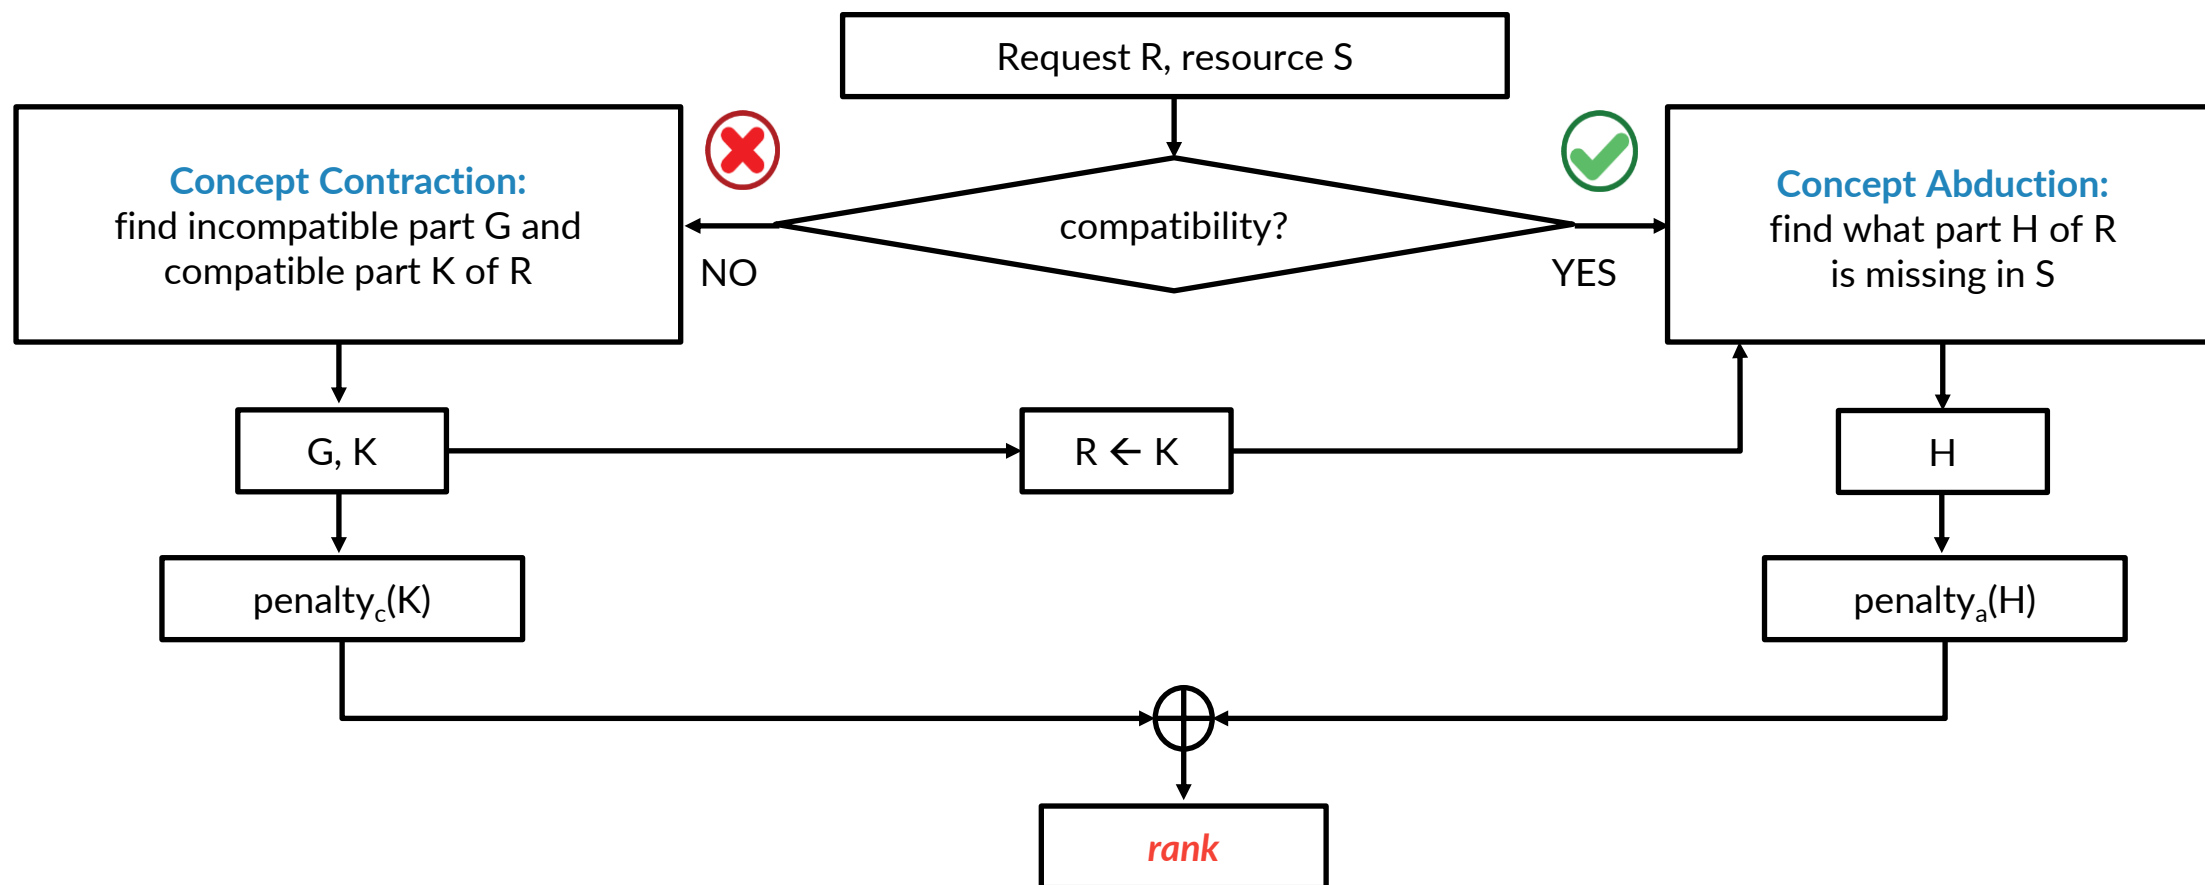 Request R, resource S
Concept Contraction:
find incompatible part G and
compatible part K of R
compatibility?
NO
YES
Concept Abduction:
find what part H of R
is missing in S
G, K
R ← K
H
penaltyc(K)
penaltya(H)
rank